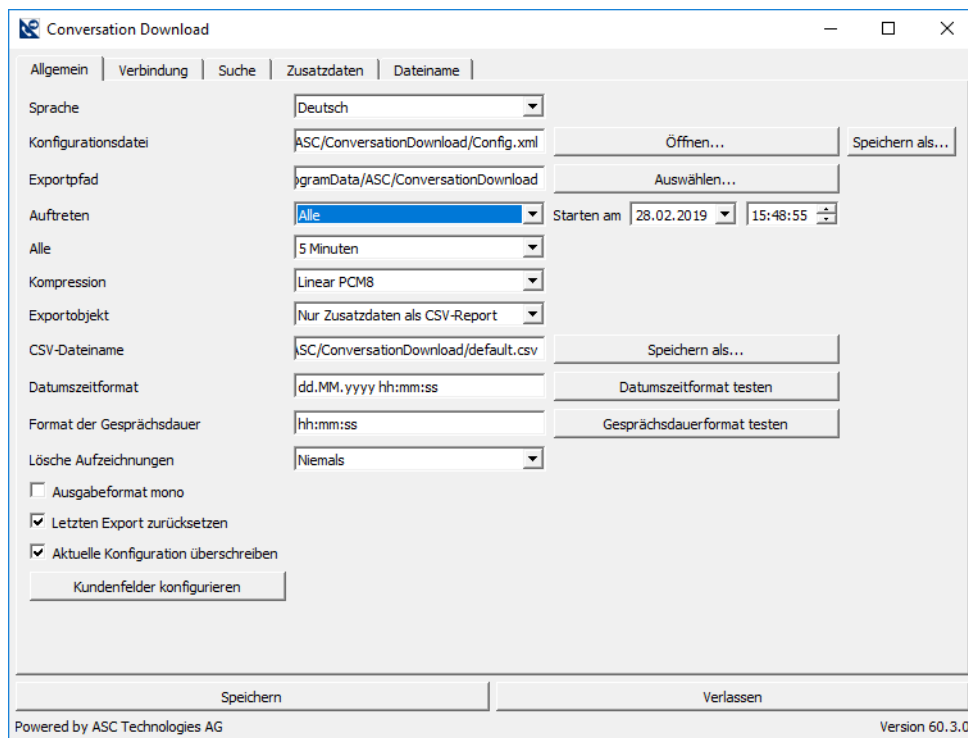 Conversation Download
Allgemein Verbindung Suche Zusatzdaten Dateiname
Sprache Deutsch
Konfigurationsdatei ASC/ConversationDownload/Config.xml Öffnen... Speichern als...
Exportpfad ogramData/ASC/ConversationDownload Auswählen...
Auftreten Alle Starten am 28.02.2019 15:48:55
Alle 5 Minuten
Kompression Linear PCM8
Exportobjekt Nur Zusatzdaten als CSV-Report
CSV-Dateiname ASC/ConversationDownload/default.csv Speichern als...
Datumszeitformat dd.MM.yyyy hh:mm:ss Datumszeitformat testen
Format der Gesprächsdauer hh:mm:ss Gesprächsdauerformat testen
Lösche Aufzeichnungen Niemals
Ausgabeformat mono
Letzten Export zurücksetzen
Aktuelle Konfiguration überschreiben
Kundenfelder konfigurieren
Speichern Verlassen
Powered by ASC Technologies AG Version 60.3.0